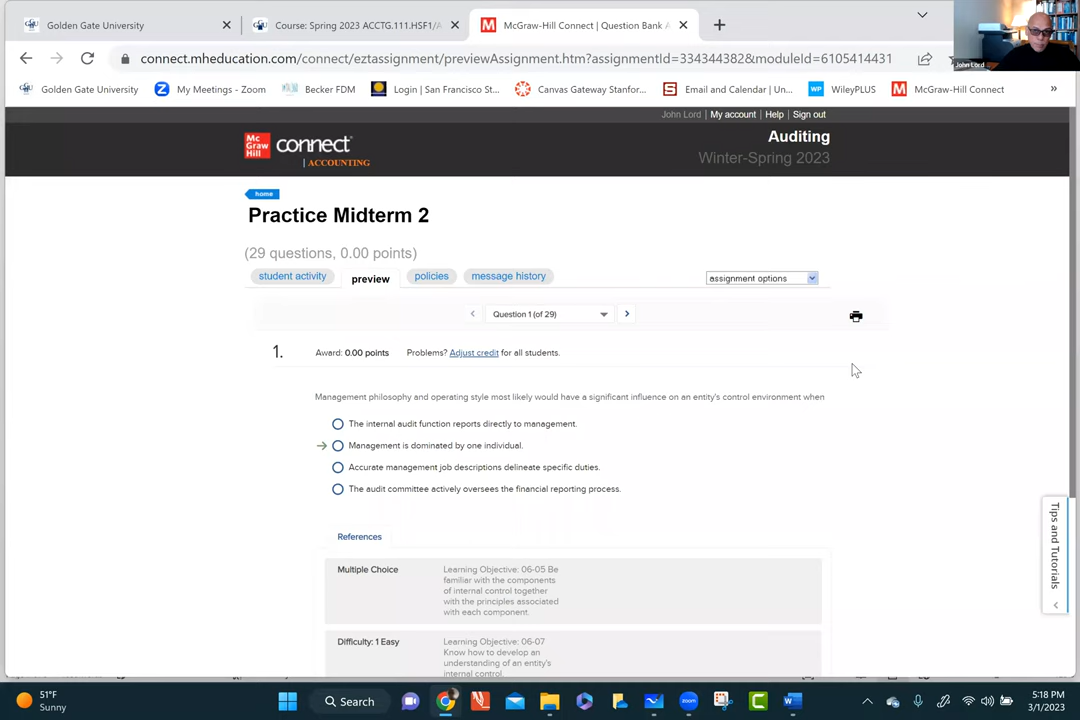 Golden Gate University
Course: Spring 2023 ACCTG.111.HSF1/
McGraw-Hill Connect | Question Bank
John Lord
connect.mheducation.com/connect/eztassignment/previewAssignment.htm?assignmentId=334344382&moduleId=6105414431
Golden Gate University
My Meetings - Zoom
Becker FDM
Login | San Francisco St...
Canvas Gateway Stanfor...
Email and Calendar | Un...
WP
WileyPLUS
McGraw-Hill Connect
»
John Lord | My account | Help | Sign out
Mc Graw Hill
connect
| ACCOUNTING
Auditing
Winter-Spring 2023
home
Practice Midterm 2
(29 questions, 0.00 points)
student activity
preview
policies
message history
assignment options
Question 1 (of 29)
1.
Award: 0.00 points
Problems? Adjust credit for all students.
Management philosophy and operating style most likely would have a significant influence on an entity's control environment when
The internal audit function reports directly to management.
Management is dominated by one individual.
Accurate management job descriptions delineate specific duties.
The audit committee actively oversees the financial reporting process.
Tips and Tutorials
References
Multiple Choice
Learning Objective: 06-05 Be
familiar with the components
of internal control together
with the principles associated
with each component.
Difficulty: 1 Easy
Learning Objective: 06-07
Know how to develop an
understanding of an entity's
internal control.
51°F
Sunny
Search
zoom
5:18 PM
3/1/2023